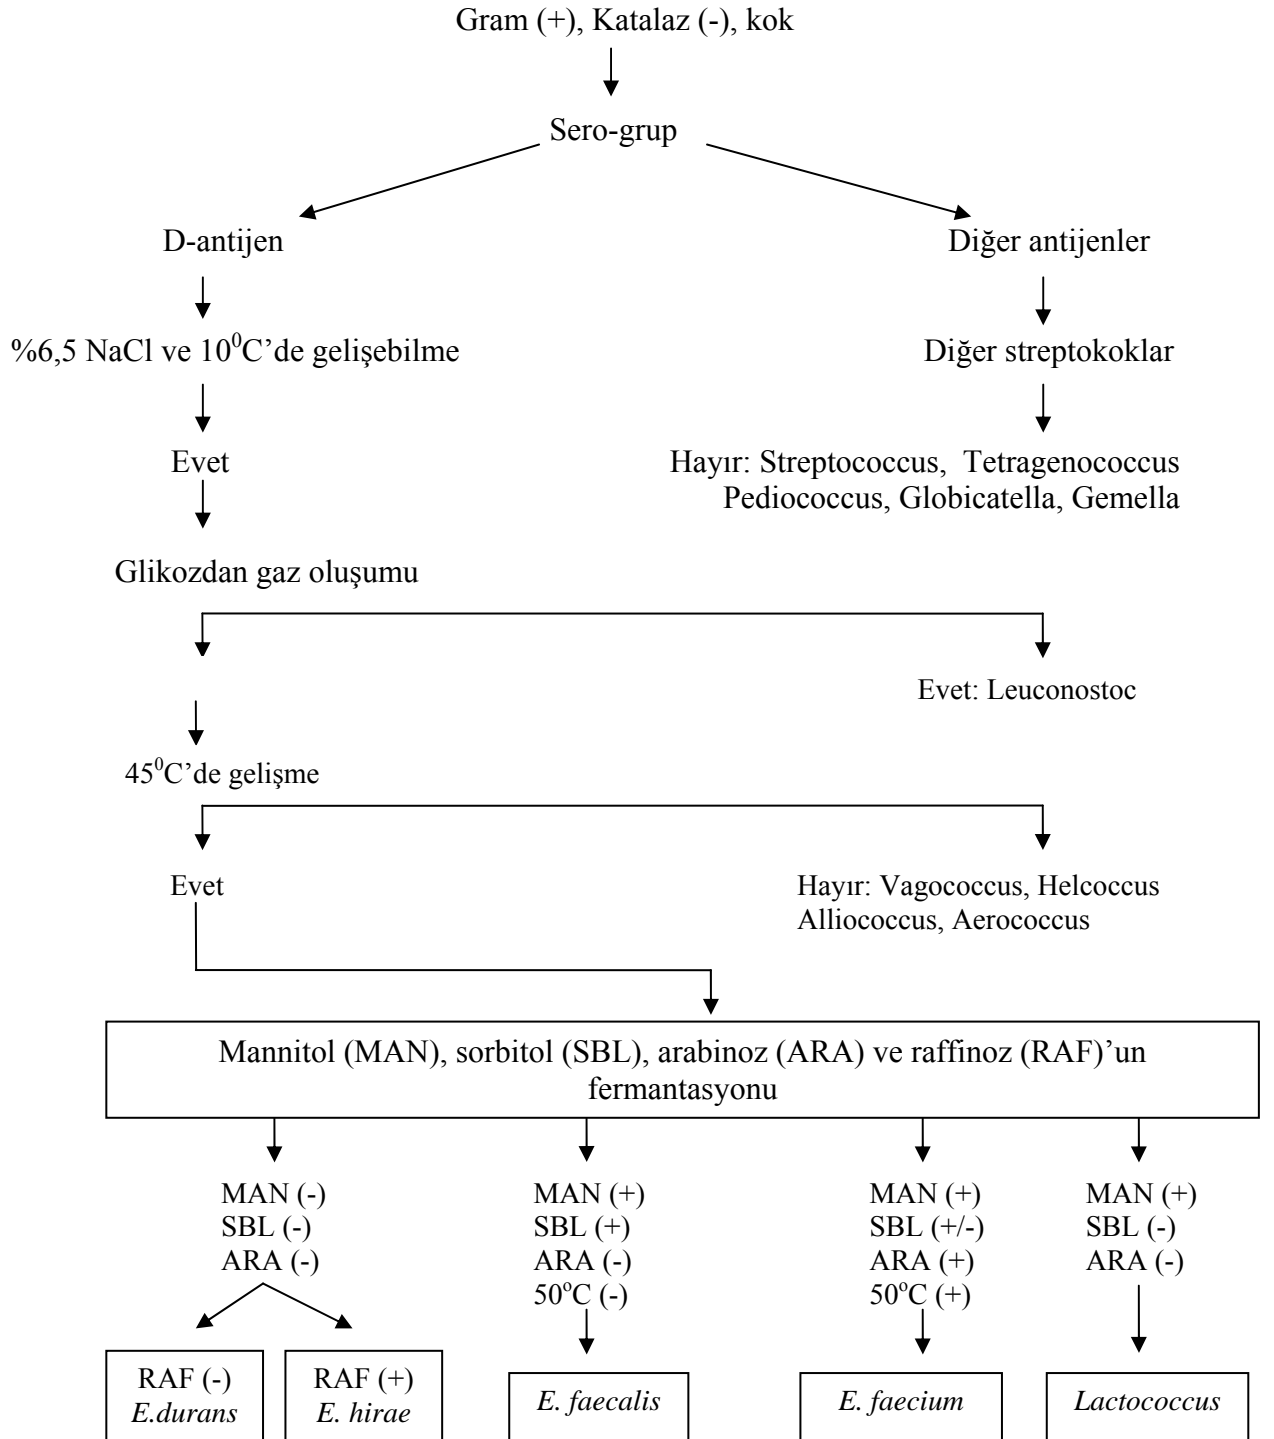 Gram (+), Katalaz (-), kok
Sero-grup
D-antijen
Diğer antijenler
%6,5 NaCl ve 10⁰C’de gelişebilme
Diğer streptokoklar
Evet
Hayır: Streptococcus, Tetragenococcus
Pediococcus, Globicatella, Gemella
Glikozdan gaz oluşumu
Evet: Leuconostoc
45⁰C’de gelişme
Evet
Hayır: Vagococcus, Helcoccus
Alliococcus, Aerococcus
Mannitol (MAN), sorbitol (SBL), arabinoz (ARA) ve raffinoz (RAF)’un
fermantasyonu
MAN (-)
SBL (-)
ARA (-)
MAN (+)
SBL (+)
ARA (-)
50°C (-)
MAN (+)
SBL (+/-)
ARA (+)
50°C (+)
MAN (+)
SBL (-)
ARA (-)
RAF (-)
E.durans
RAF (+)
E. hirae
E. faecalis
E. faecium
Lactococcus